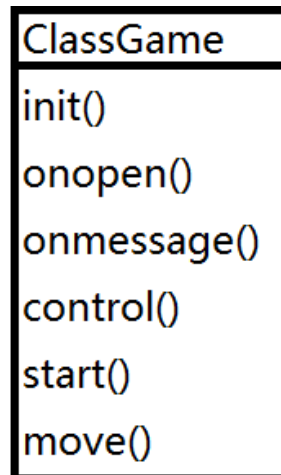 ClassGame
init()
onopen()
onmessage()
control()
start()
move()